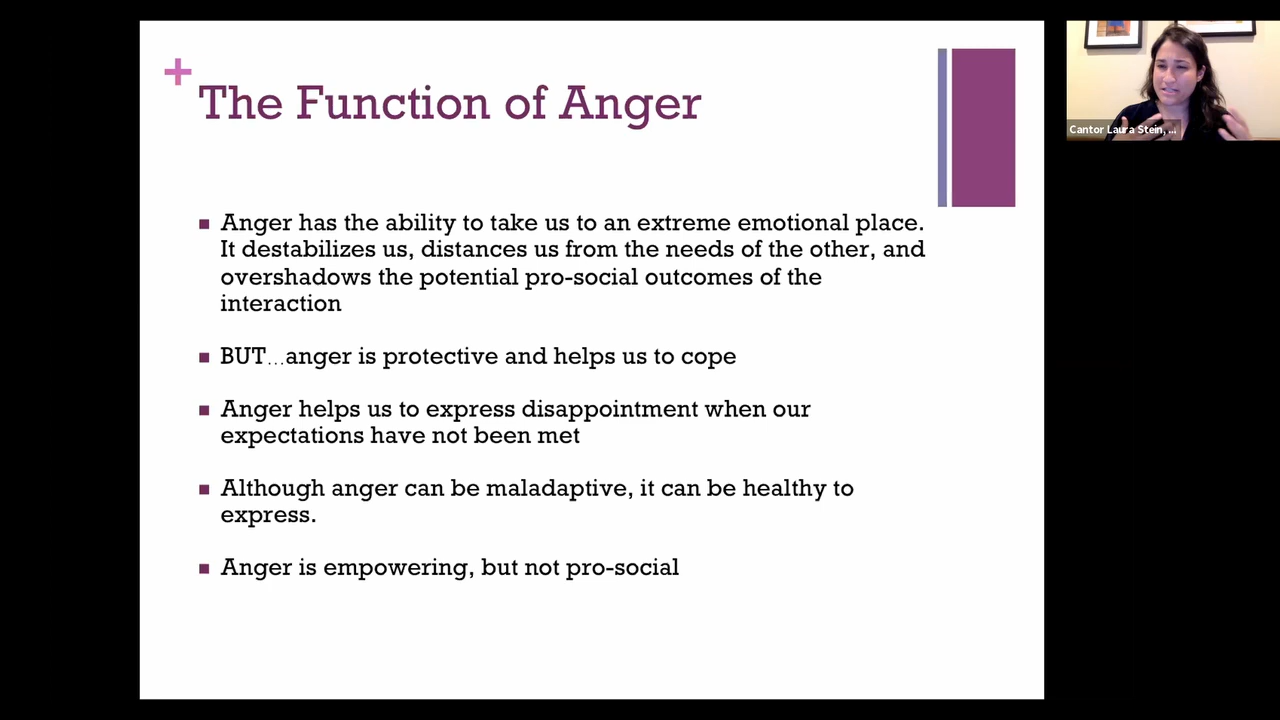 The Function of Anger
Anger has the ability to take us to an extreme emotional place.
It destabilizes us, distances us from the needs of the other, and
overshadows the potential pro-social outcomes of the
interaction
BUT...anger is protective and helps us to cope
Anger helps us to express disappointment when our
expectations have not been met
Although anger can be maladaptive, it can be healthy to
express.
Anger is empowering, but not pro-social
Cantor Laura Stein, ...